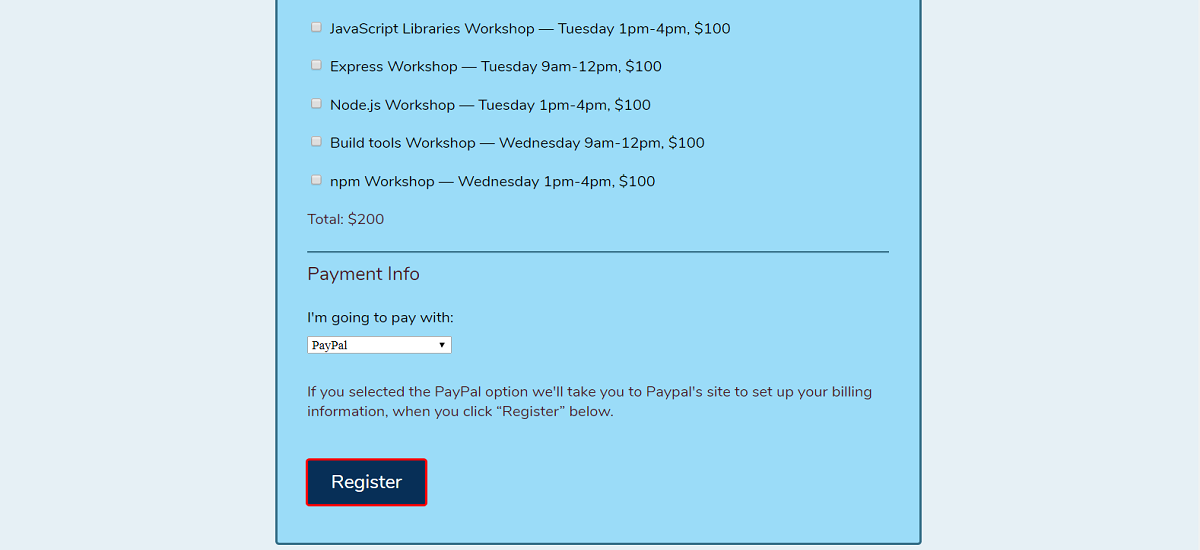 JavaScript Libraries Workshop — Tuesday 1pm-4pm, $100
Express Workshop — Tuesday 9am-12pm, $100
Node.js Workshop — Tuesday 1pm-4pm, $100
Build tools Workshop — Wednesday 9am-12pm, $100
npm Workshop — Wednesday 1pm-4pm, $100
Total: $200
Payment Info
I'm going to pay with:
PayPal
If you selected the PayPal option we'll take you to Paypal's site to set up your billing
information, when you click “Register” below.
Register